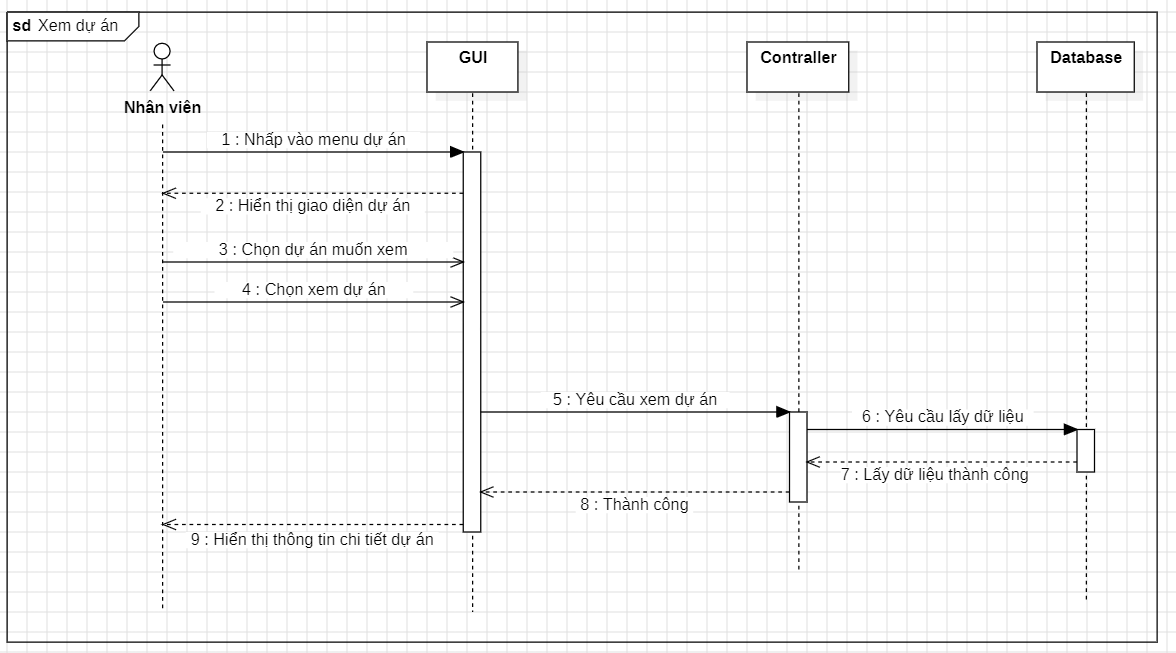 sd Xem dự án
GUI
Contraller
Database
Nhân viên
1 : Nhấp vào menu dự án
2 : Hiển thị giao diện dự án
3 : Chọn dự án muốn xem
4 : Chọn xem dự án
5 : Yêu cầu xem dự án
6 : Yêu cầu lấy dữ liệu
7 : Lấy dữ liệu thành công
8 : Thành công
9 : Hiển thị thông tin chi tiết dự án